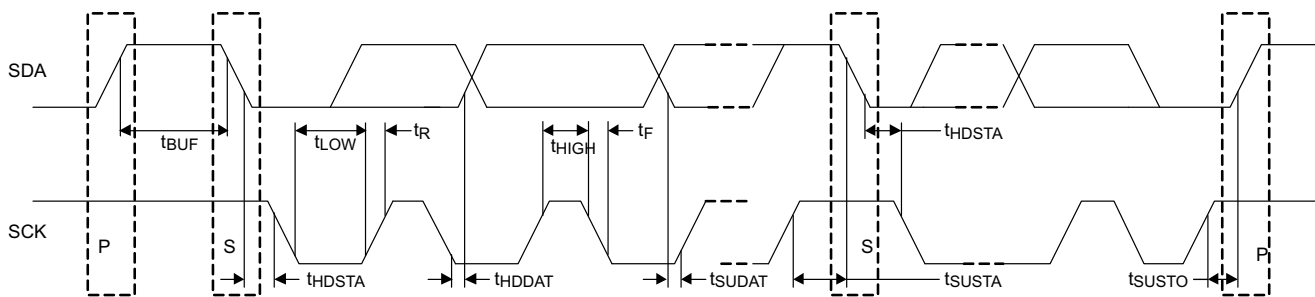 SDA
tBUF
tLOW
tR
tHIGH
tF
tHDSTA
SCK
P
S
S
P
tHDSTA
tHDDAT
tSUDAT
tSUSTA
tSUSTO